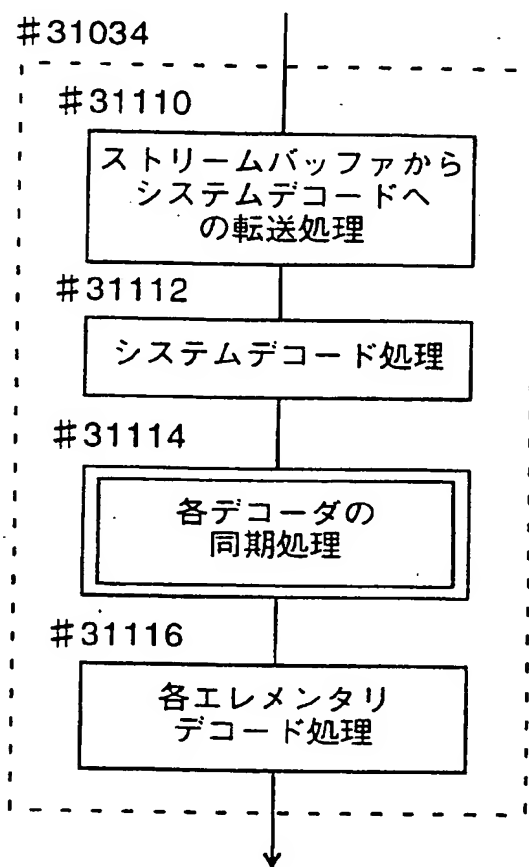 #31034
#31110
ストリームバッファから
システムデコードへ
の転送処理
#31112
システムデコード処理
#31114
各デコーダの
同期処理
#31116
各エレメンタリ
デコード処理